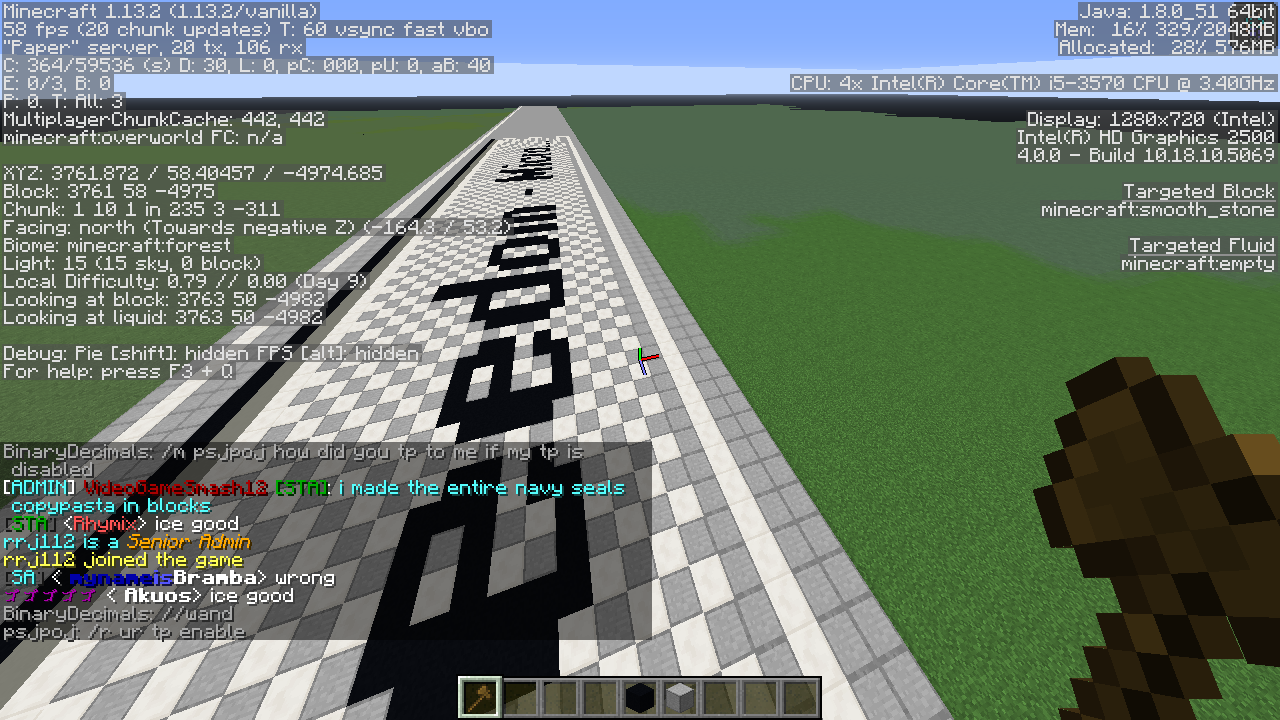 Minecraft 1.13.2 (1.13.2/vanilla)
58 fps (20 chunk updates) T: 60 vsync fast vbo
"Paper" server, 20 tx, 106 rx
C: 364/59536 (s) D: 30, L: 0, pC: 000, pU: 0, aB: 40
E: 0/3, B: 0
P: 0. T: All: 3
MultiplayerChunkCache: 442, 442
minecraft:overworld FC: n/a
XYZ: 3761.872 / 58.40457 / -4974.685
Block: 3761 58 -4975
Chunk: 1 10 1 in 235 3 -311
Facing: north (Towards negative Z) (-164.3 / 53.2)
Biome: minecraft:forest
Light: 15 (15 sky, 0 block)
Local Difficulty: 0.79 // 0.00 (Day 9)
Looking at block: 3763 50 -4982
Looking at liquid: 3763 50 -4982
Debug: Pie [shift]: hidden FPS [alt]: hidden
For help: press F3 + Q
Java: 1.8.0_51 64bit
Mem: 16% 329/2048MB
Allocated: 28% 576MB
CPU: 4x Intel(R) Core(TM) i5-3570 CPU @ 3.40GHz
Display: 1280x720 (Intel)
Intel(R) HD Graphics 2500
4.0.0 - Build 10.18.10.5069
Targeted Block
minecraft:smooth_stone
Targeted Fluid
minecraft:empty
BinaryDecimals: /m psjpoj how did you tp to me if my tp is
disabled
[ADMIN] VideoGameSmash12 [STA]: i made the entire navy seals
copypasta in blocks
[STA] <Rhymix> ice good
rrj112 is a Senior Admin
rrj112 joined the game
[SA] < mynameisBramba> wrong
< Akuos> ice good
BinaryDecimals: //wand
psjpoj: /r ur tp enable